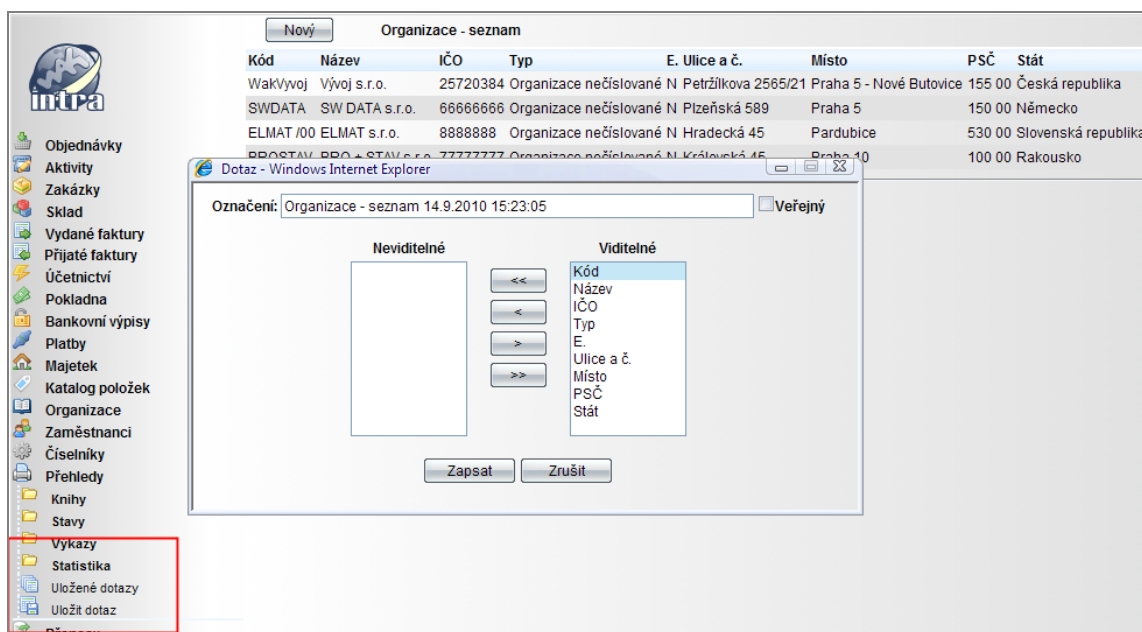 Nový Organizace - seznam
Kód Název IČO Typ E. Ulice a č. Místo PSČ Stát
WakVyvoj Vývoj s.r.o. 25720384 Organizace nečíslované N Petržílkova 2565/21 Praha 5 - Nové Butovice 155 00 Česká republika
SWDATA SW DATA s.r.o. 66666666 Organizace nečíslované N Plzeňská 589 Praha 5 150 00 Německo
ELMAT /00 ELMAT s.r.o. 8888888 Organizace nečíslované N Hradecká 45 Pardubice 530 00 Slovenská republika
PROSTAV PRO + STAV s.r.o. 77777777 Organizace nečíslované N Královská 45 Praha 10 100 00 Rakousko
intra
Objednávky
Aktivity
Zakázky
Sklad
Vydané faktury
Přijaté faktury
Účetnictví
Pokladna
Bankovní výpisy
Platby
Majetek
Katalog položek
Organizace
Zaměstnanci
Číselníky
Přehledy
Knihy
Stavy
Výkazy
Statistika
Uložené dotazy
Uložit dotaz
Dotaz - Windows Internet Explorer
Označení: Organizace - seznam 14.9.2010 15:23:05 Veřejný
Neviditelné Viditelné
<<
<
>
>>
Kód
Název
IČO
Typ
E.
Ulice a č.
Místo
PSČ
Stát
Zapsat Zrušit